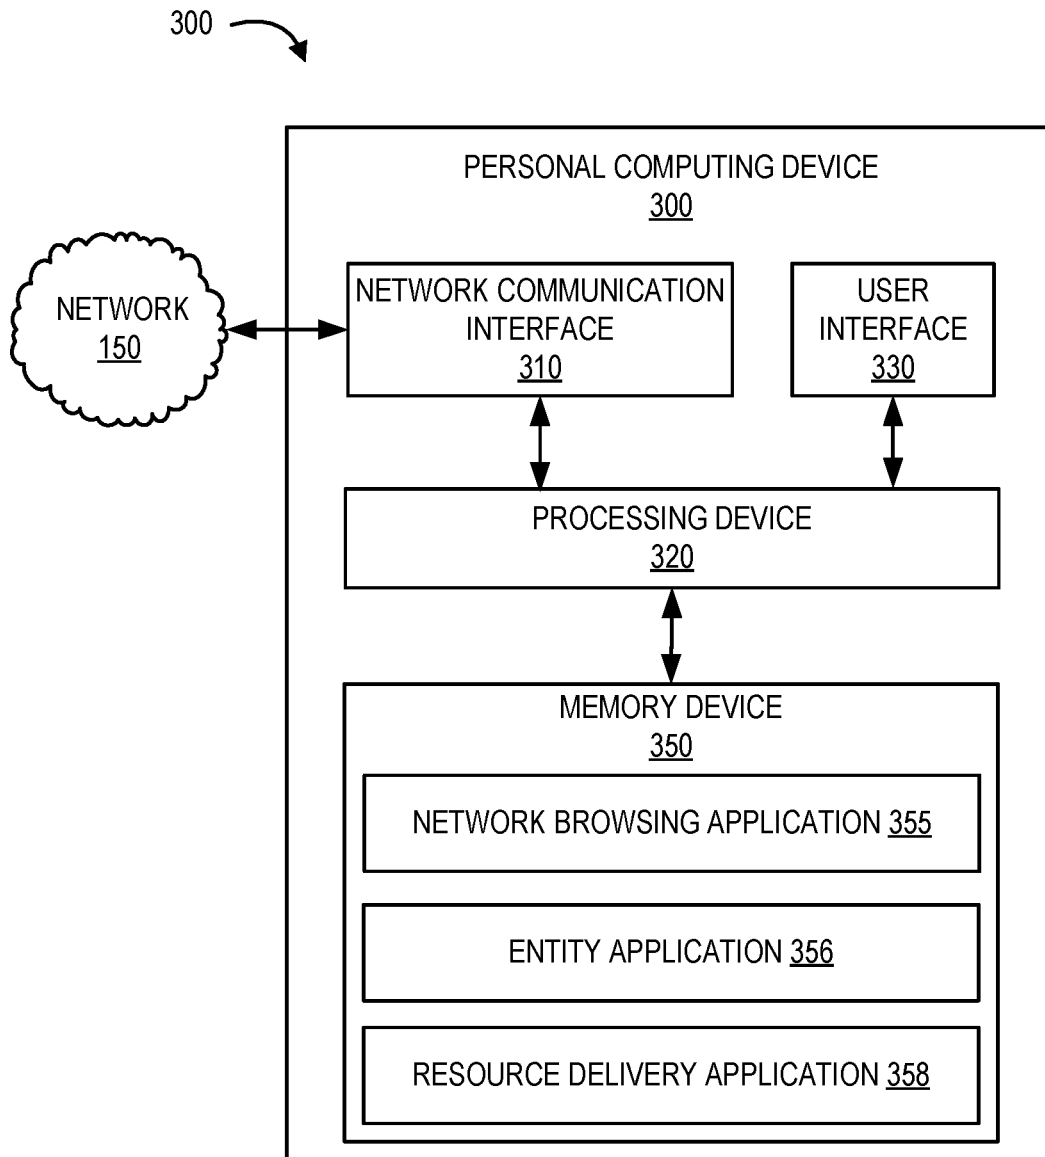 300
PERSONAL COMPUTING DEVICE
300
NETWORK
150
NETWORK COMMUNICATION
INTERFACE
310
USER
INTERFACE
330
PROCESSING DEVICE
320
MEMORY DEVICE
350
NETWORK BROWSING APPLICATION 355
ENTITY APPLICATION 356
RESOURCE DELIVERY APPLICATION 358